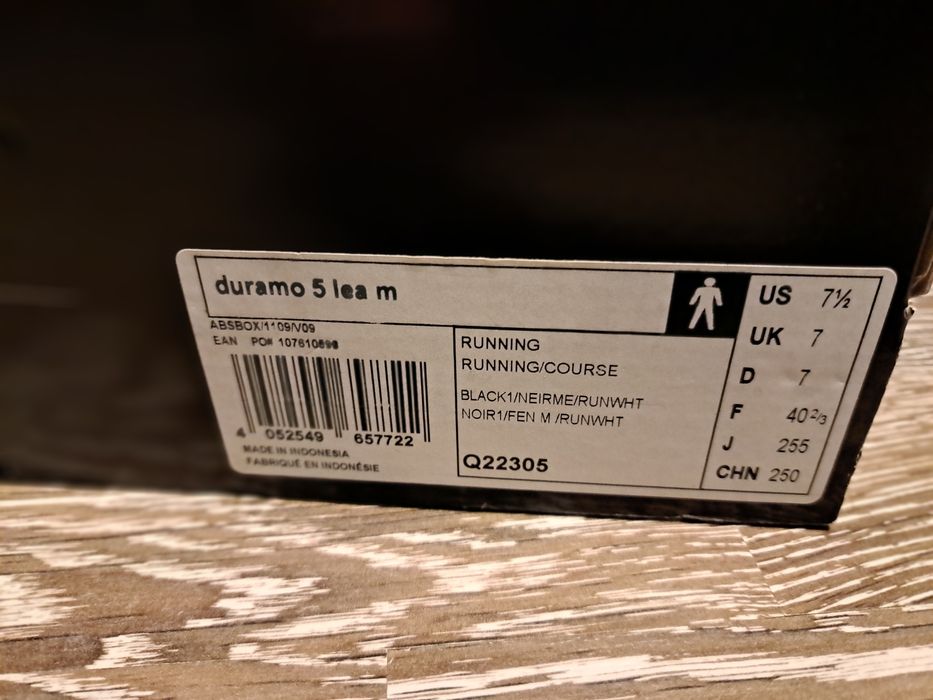 duramo 5 lea m
ABSBOX/1109/V09
EAN PO#
4 052549 657722
MADE IN INDONESIA
FABRIQUÉ EN INDONÉSIE
RUNNING
RUNNING/COURSE
BLACK1/NEIRME/RUNWHT
NOIR1/FEN M /RUNWHT
Q22305
US 7½
UK 7
D 7
F 40 2/3
J 255
CHN 250